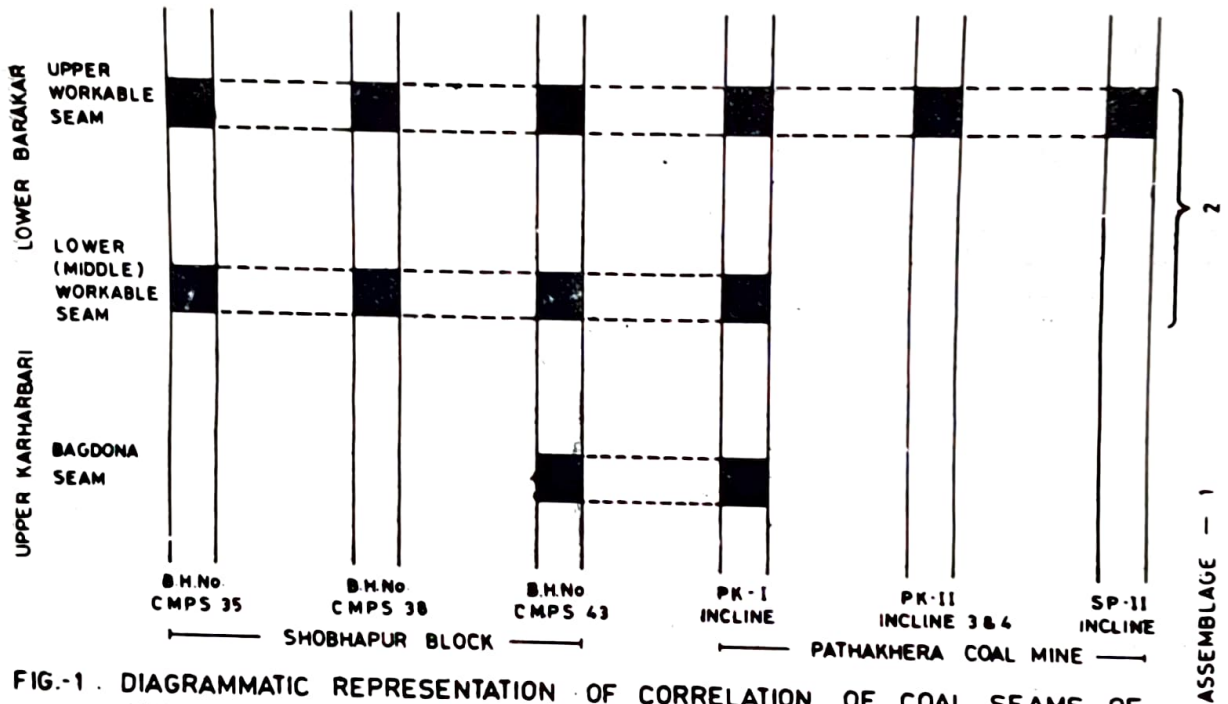 LOWER BARAKAR
UPPER
WORKABLE
SEAM
LOWER
(MIDDLE)
WORKABLE
SEAM
UPPER KARHARBARI
BAGDONA
SEAM
2
ASSEMBLAGE — 1
B.H.No.
CMPS 35
B.H.No.
CMPS 38
B.H.No
CMPS 43
PK-I
INCLINE
PK-II
INCLINE 3&4
SP-II
INCLINE
SHOBHAPUR BLOCK
PATHAKHERA COAL MINE
FIG.-1. DIAGRAMMATIC REPRESENTATION OF CORRELATION OF COAL SEAMS OF